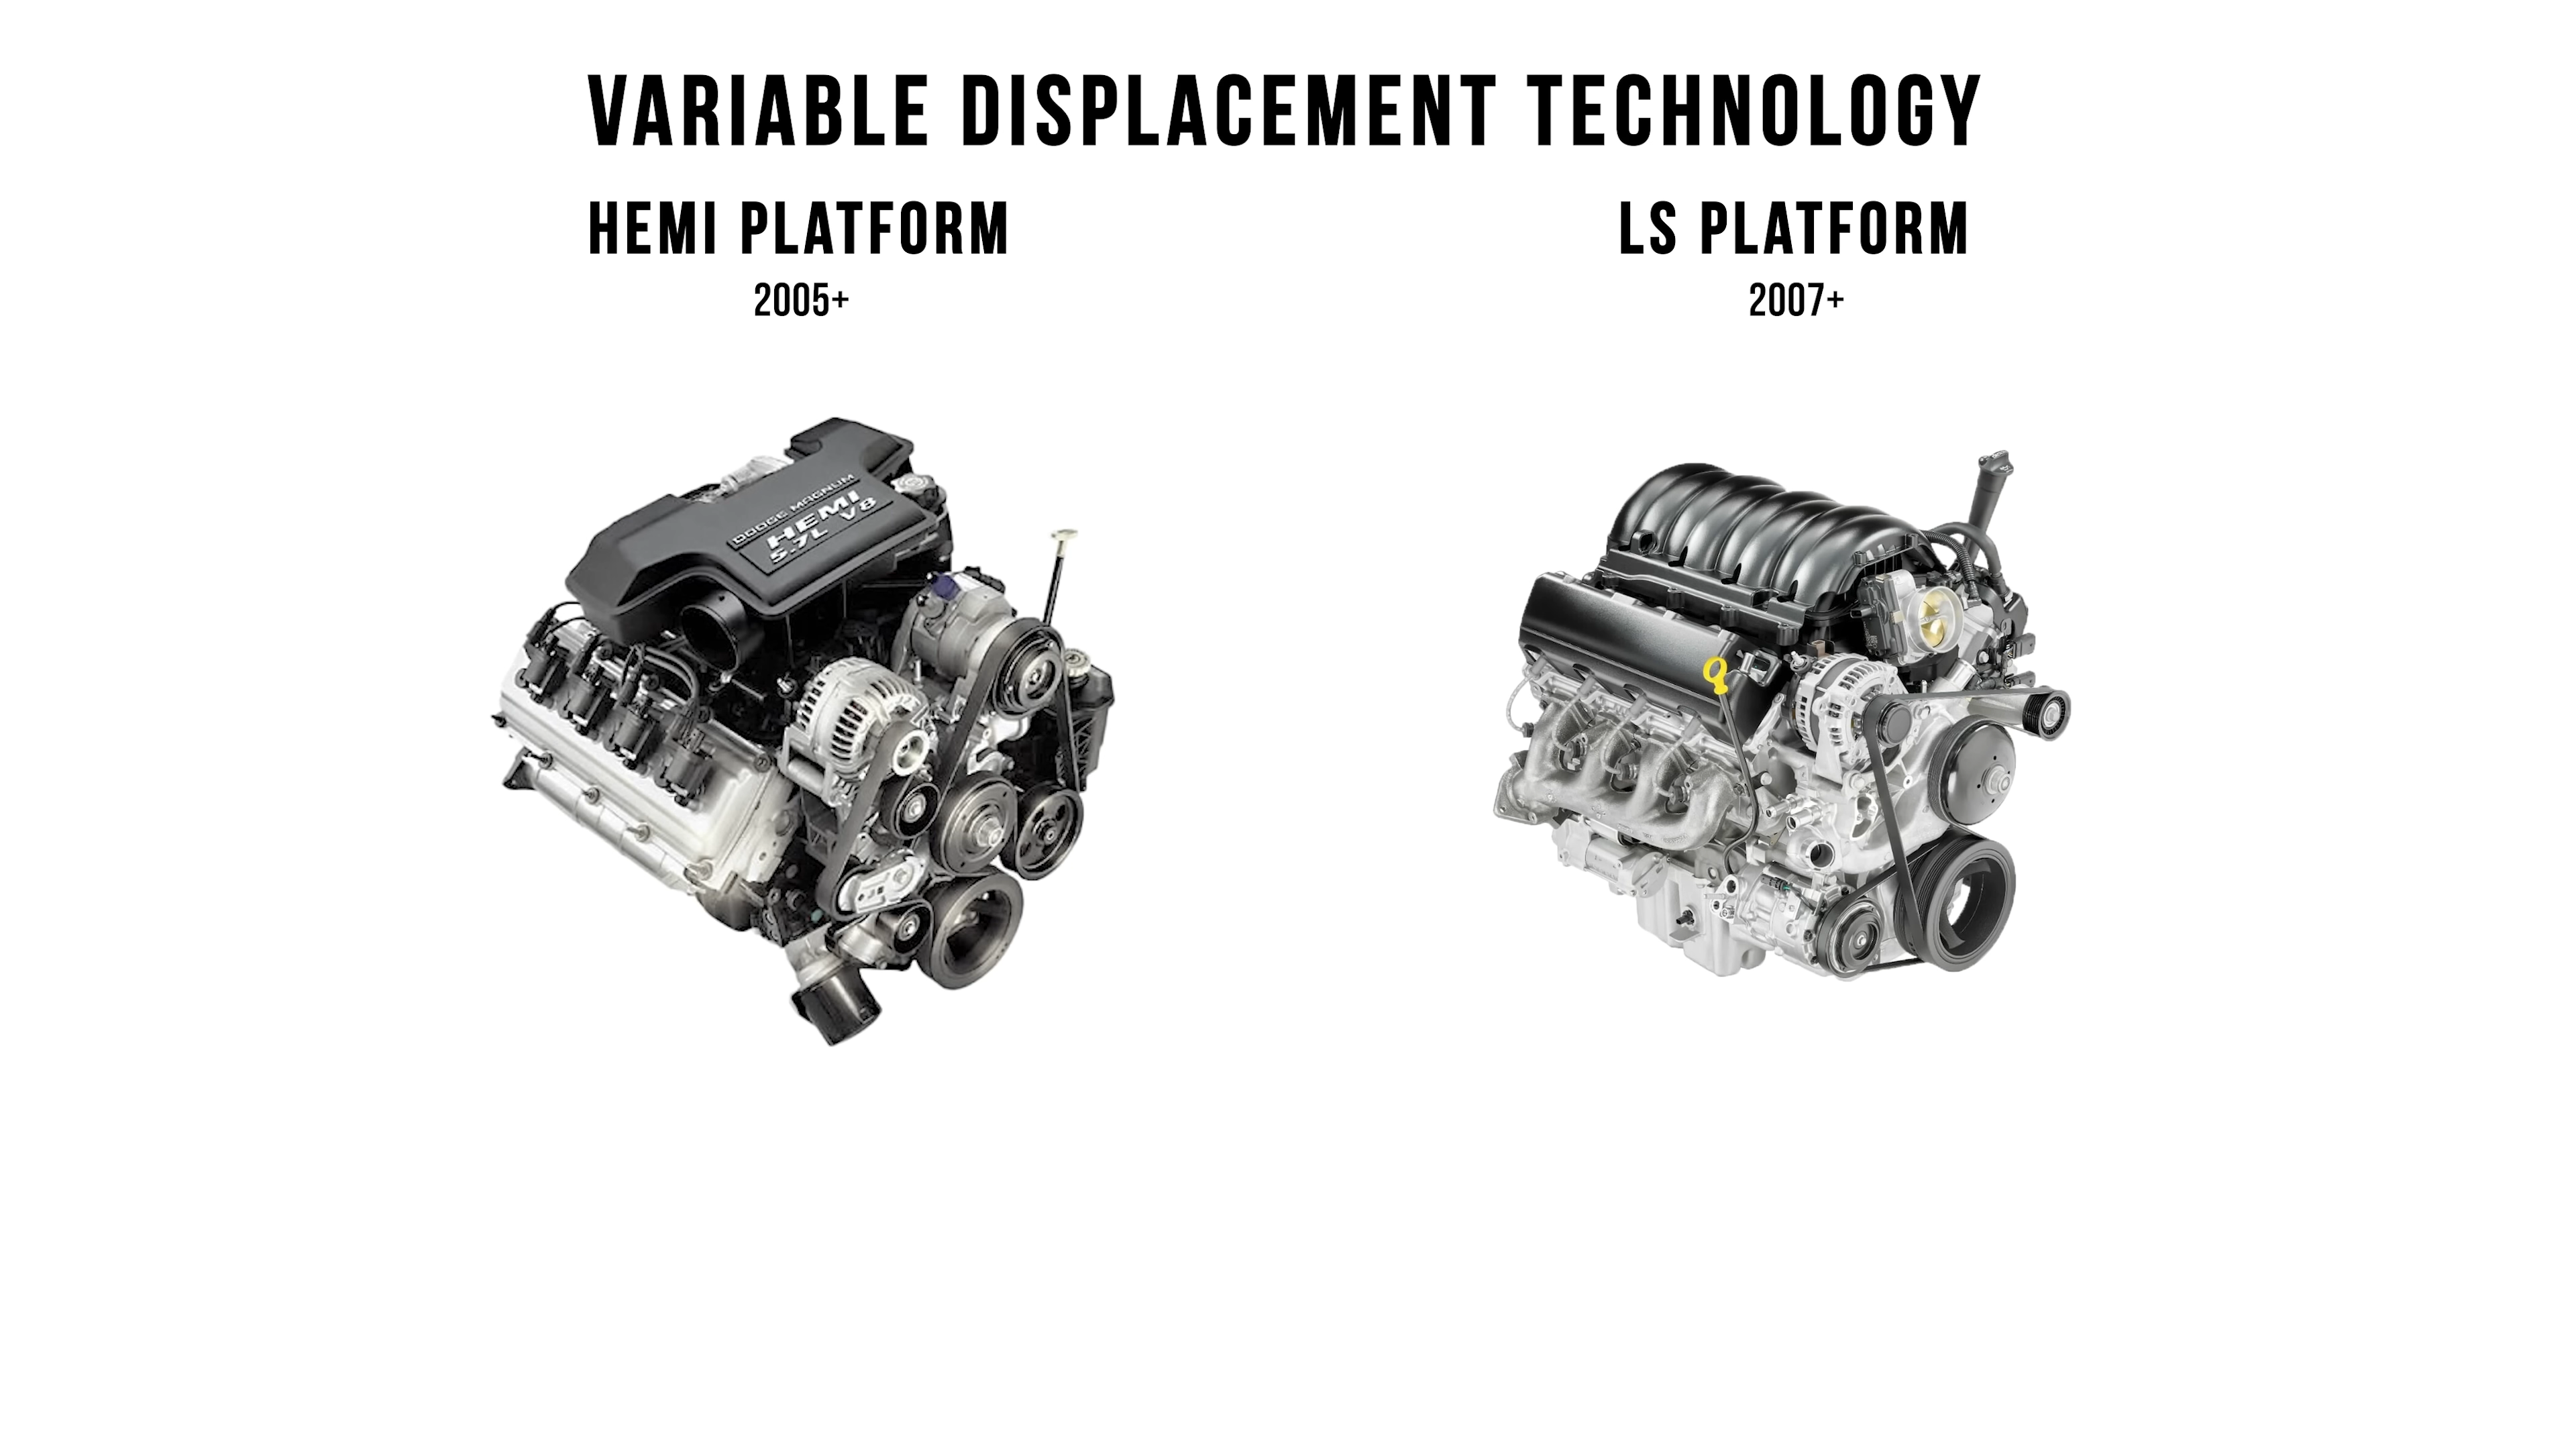 VARIABLE DISPLACEMENT TECHNOLOGY
HEMI PLATFORM
2005+
LS PLATFORM
2007+
DODGE MAGNUM
HEMI
5.7L V8